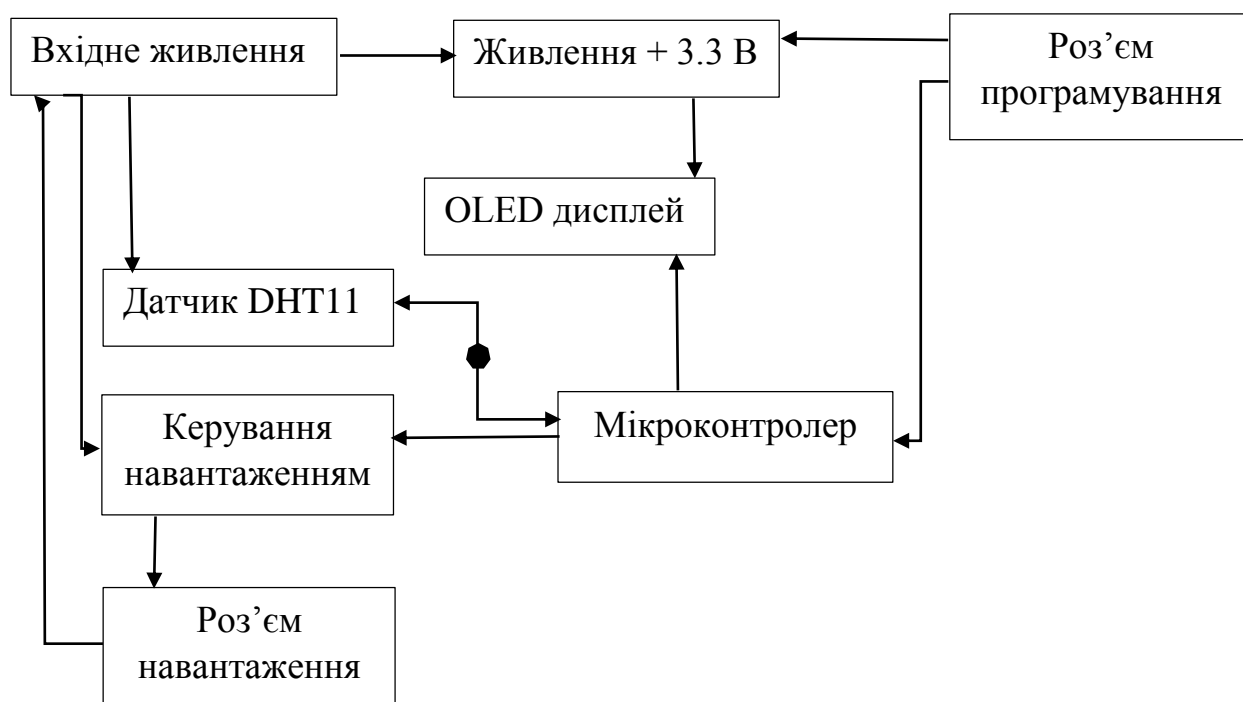 Вхідне живлення
Живлення + 3.3 В
Роз’єм
програмування
OLED дисплей
Датчик DHT11
Керування
навантаженням
Мікроконтролер
Роз’єм
навантаження